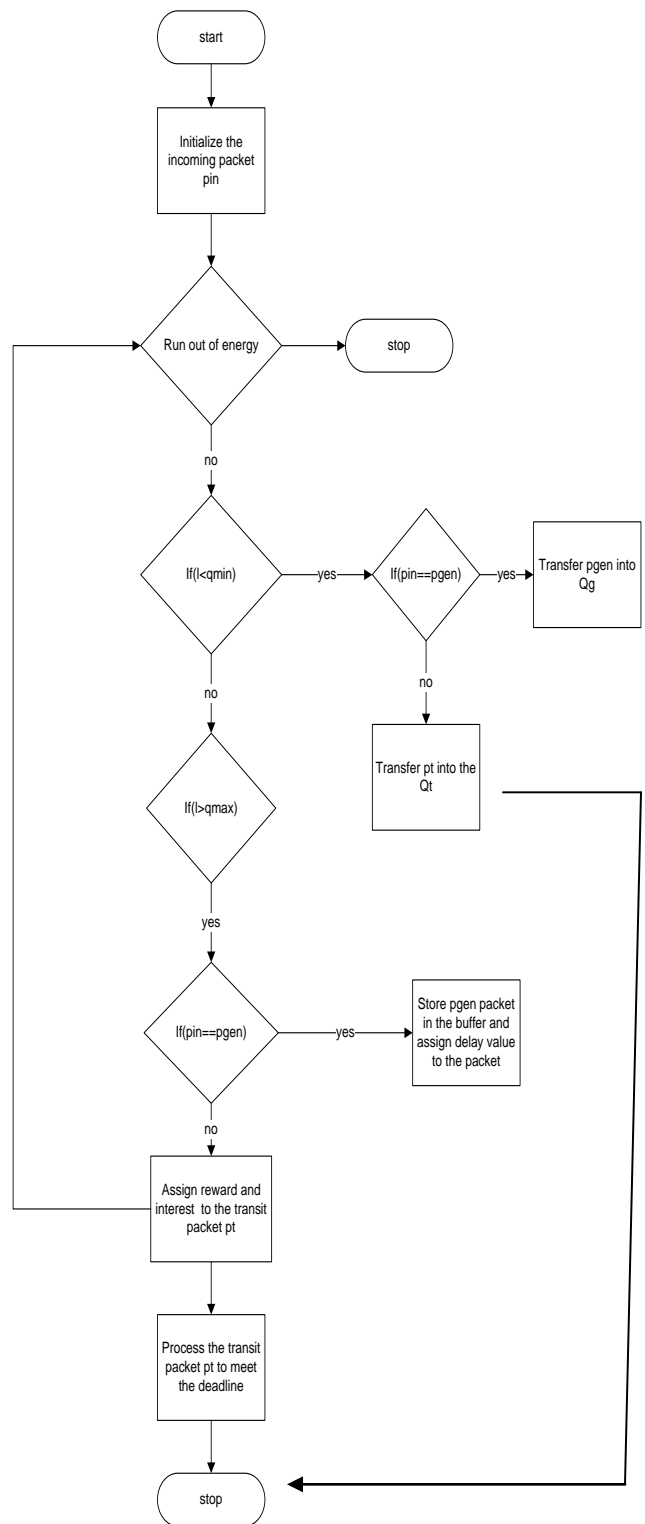 start
Initialize the
incoming packet
pin
Run out of energy
stop
no
If(l<qmin)
yes
If(pin==pgen)
yes
Transfer pgen into
Qg
no
no
Transfer pt into the
Qt
If(l>qmax)
yes
If(pin==pgen)
yes
Store pgen packet
in the buffer and
assign delay value
to the packet
no
Assign reward and
interest to the transit
packet pt
Process the transit
packet pt to meet
the deadline
stop